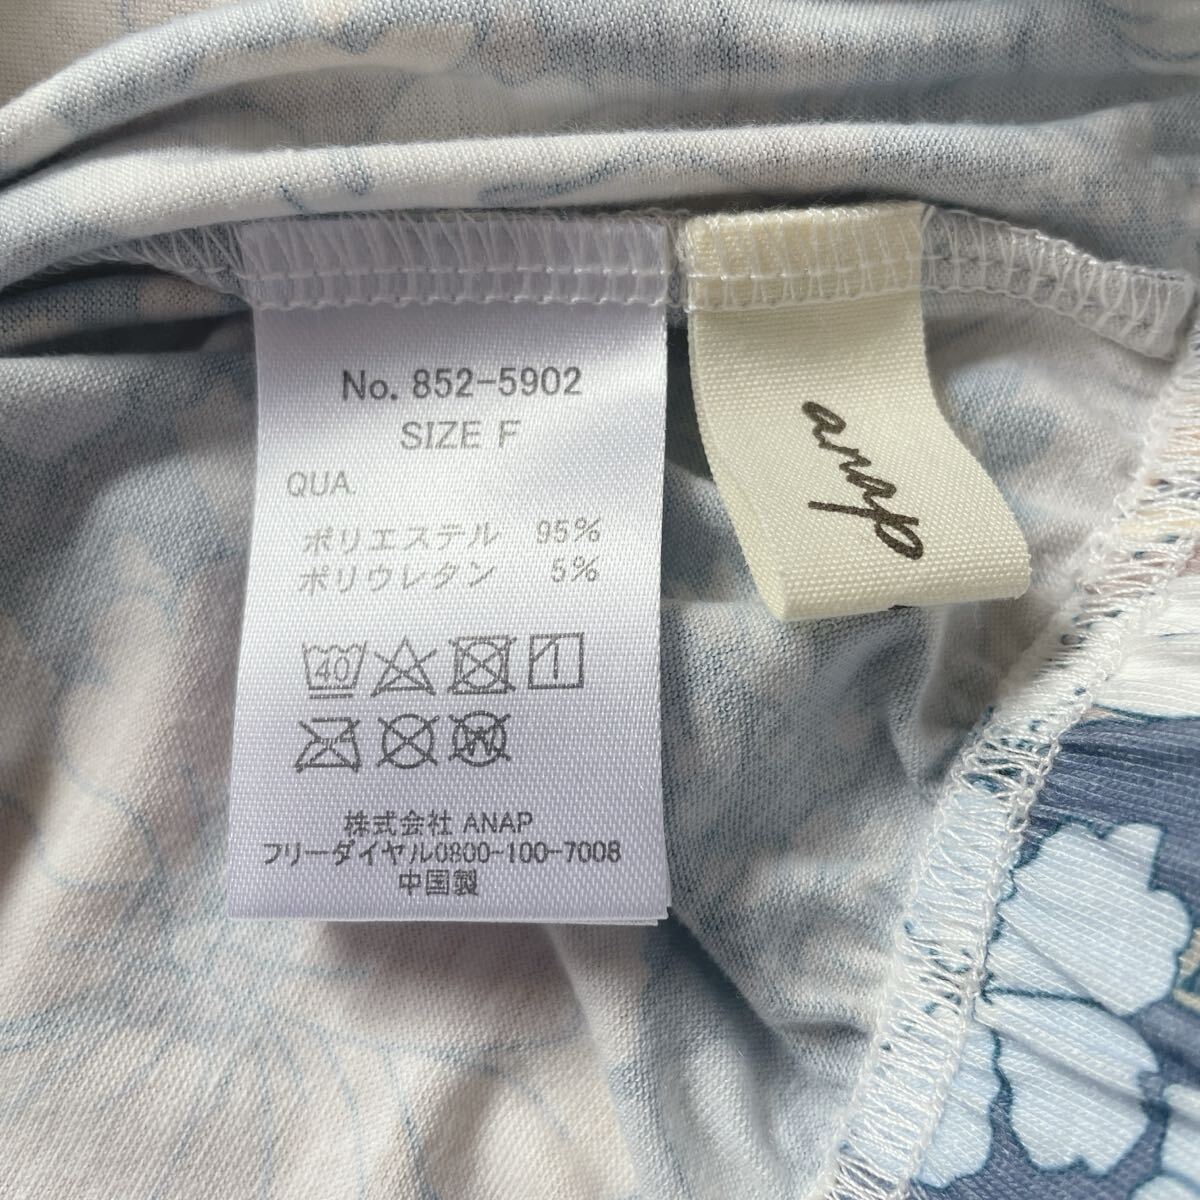 No. 852-5902
SIZE F
QUA.
ポリエステル 95%
ポリウレタン 5%
40
W
株式会社 ANAP
フリーダイヤル0800-100-7008
中国製
anap